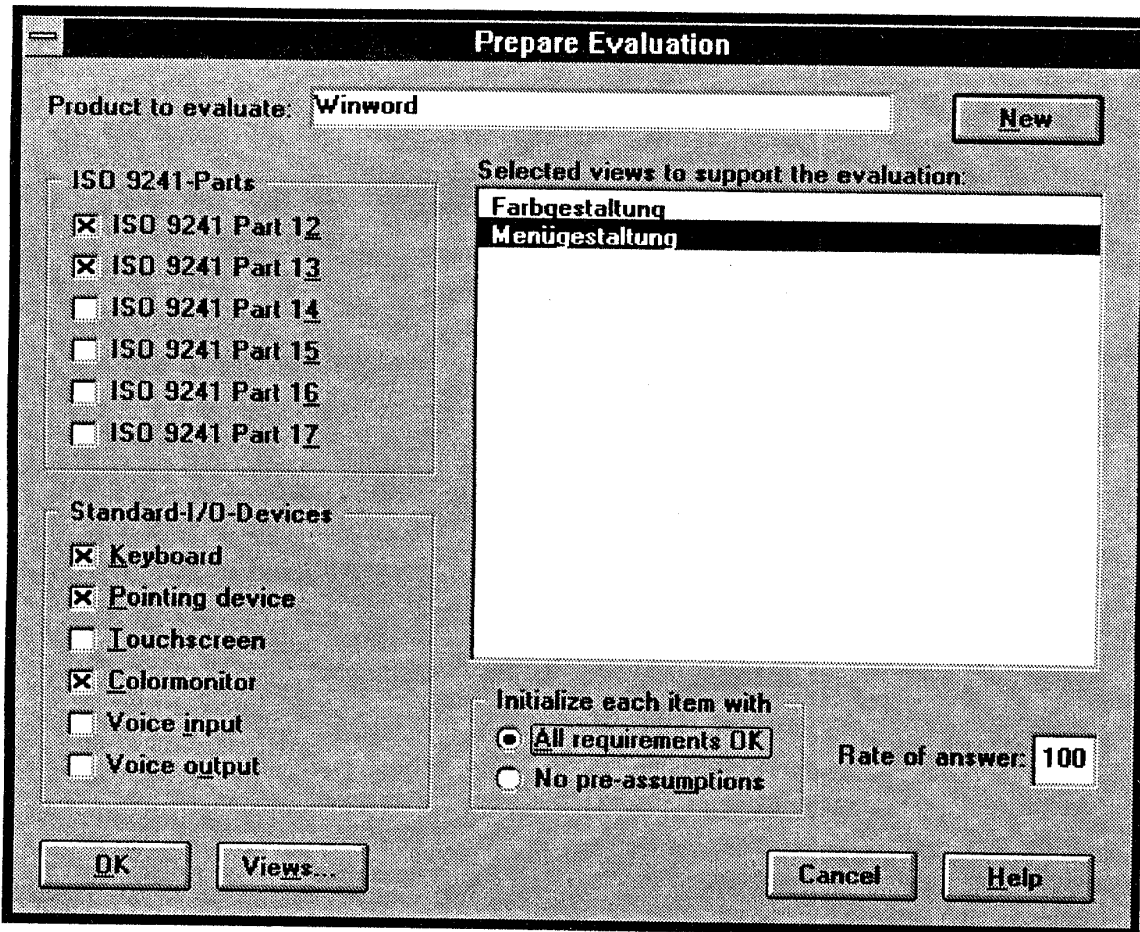 Prepare Evaluation
Product to evaluate: Winword
New
ISO 9241-Parts
ISO 9241 Part 12
ISO 9241 Part 13
ISO 9241 Part 14
ISO 9241 Part 15
ISO 9241 Part 16
ISO 9241 Part 17
Selected views to support the evaluation:
Farbgestaltung
Menügestaltung
Standard-I/O-Devices
Keyboard
Pointing device
Touchscreen
Colormonitor
Voice input
Voice output
Initialize each item with
All requirements OK
No pre-assumptions
Rate of answer: 100
OK
Views...
Cancel
Help